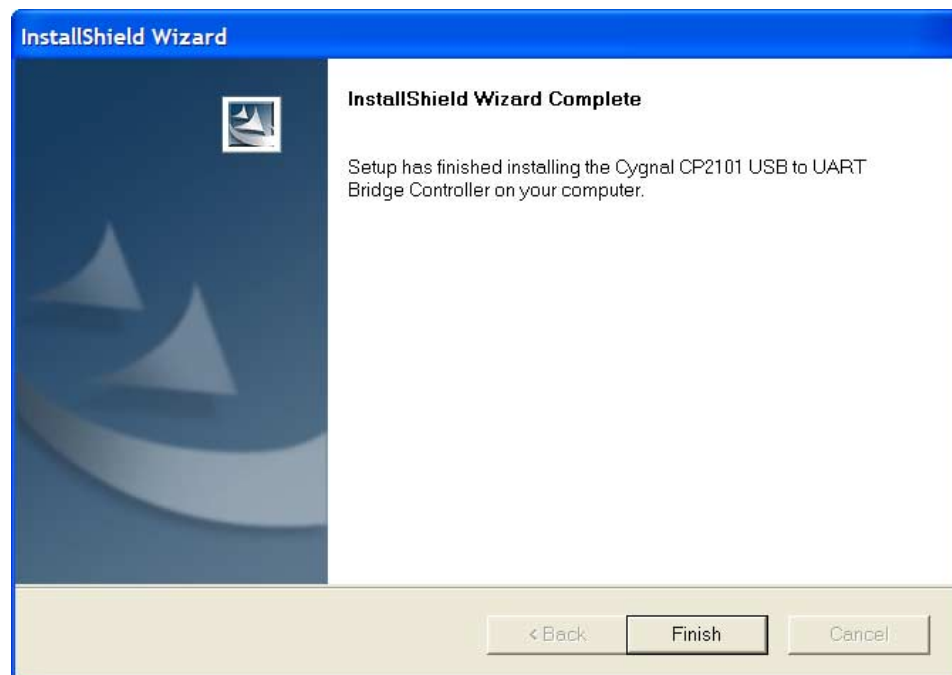 InstallShield Wizard
InstallShield Wizard Complete
Setup has finished installing the Cygnal CP2101 USB to UART
Bridge Controller on your computer.
< Back
Finish
Cancel